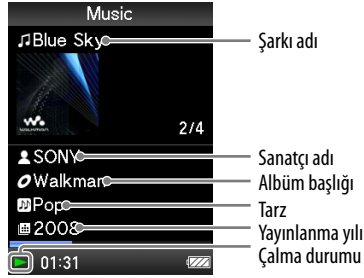 Music
Blue Sky
Şarkı adı
WALKMAN
2/4
SONY
Sanatçı adı
Walkman
Albüm başlığı
Pop
Tarz
2008
Yayınlanma yılı
01:31
Çalma durumu